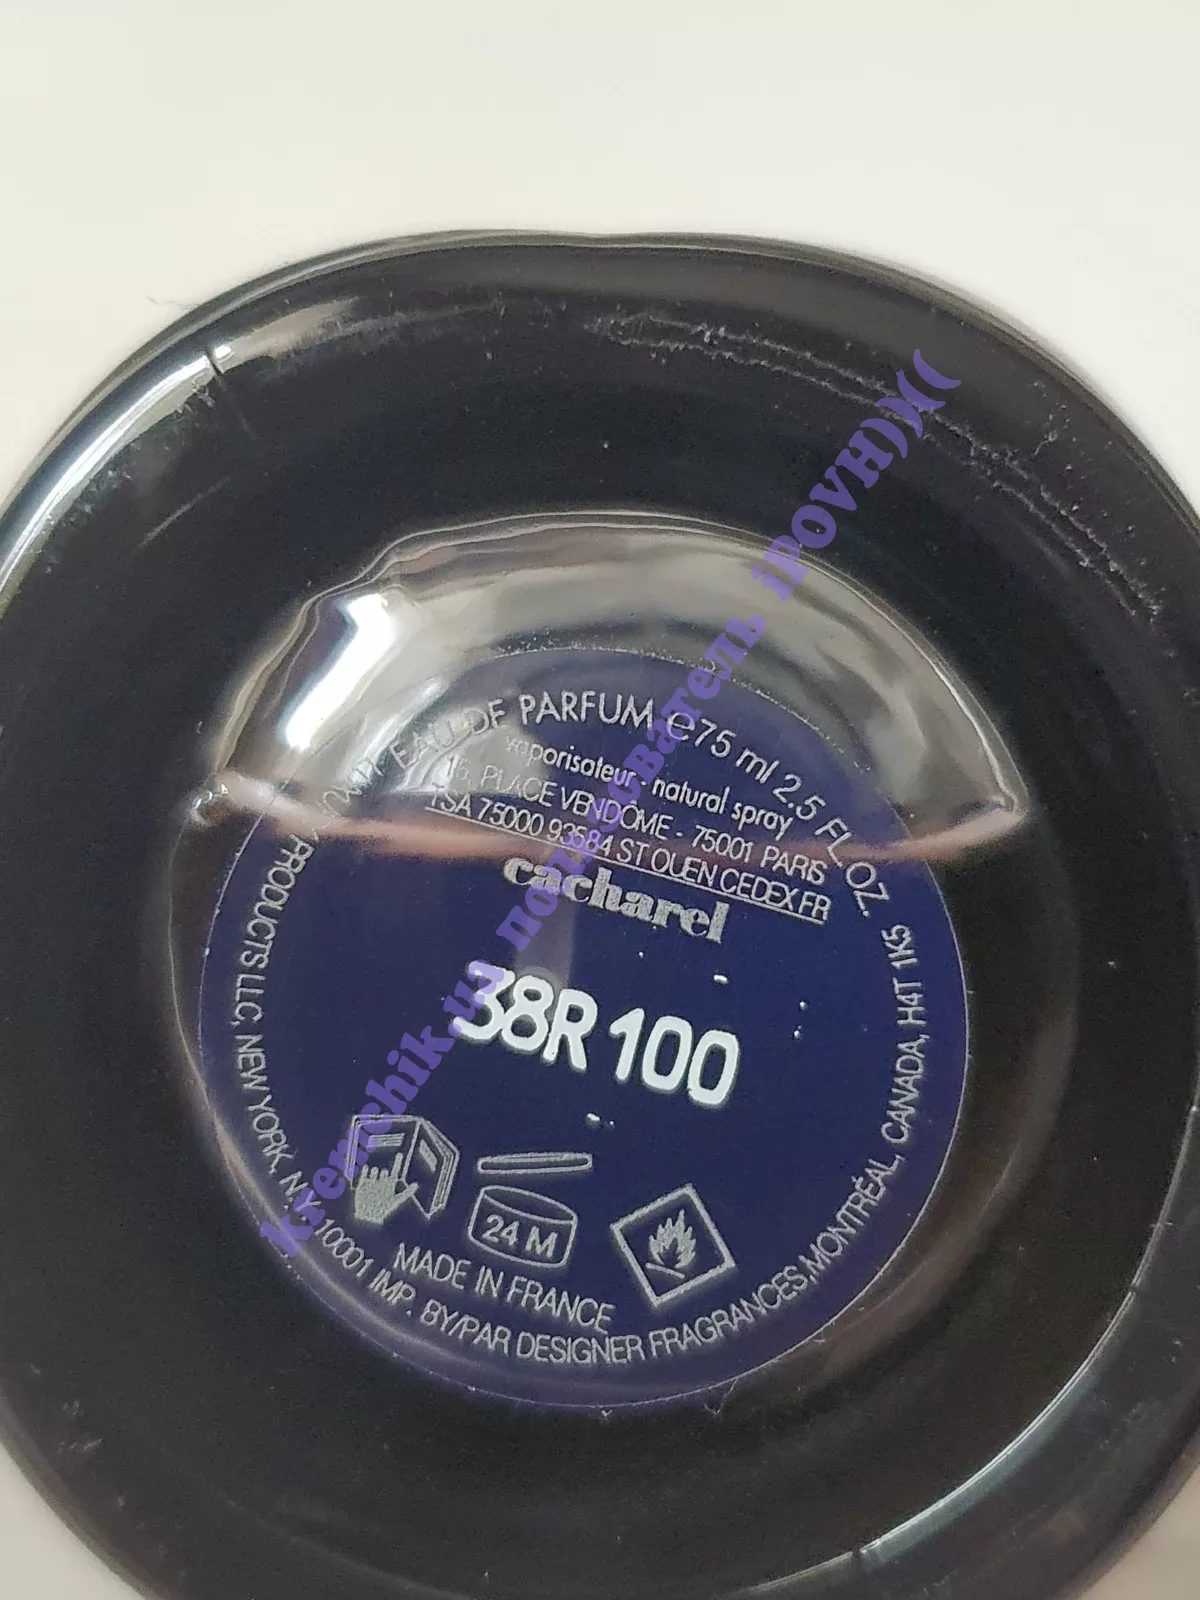 EAU DE PARFUM e 75 ml 2.5 FL. OZ.
vaporisateur - natural spray
16, PLACE VENDÔME - 75001 PARIS
TSA 75000 93584 ST OUEN CEDEX FR
cacharel
38R 100
24 M
MADE IN FRANCE
PRODUCTS LLC, NEW YORK, N.Y. 10001 IMP. BY/PAR DESIGNER FRAGRANCES, MONTRÉAL, CANADA, H4T 1K5
kremchik.ua пользователь iPOVH))((